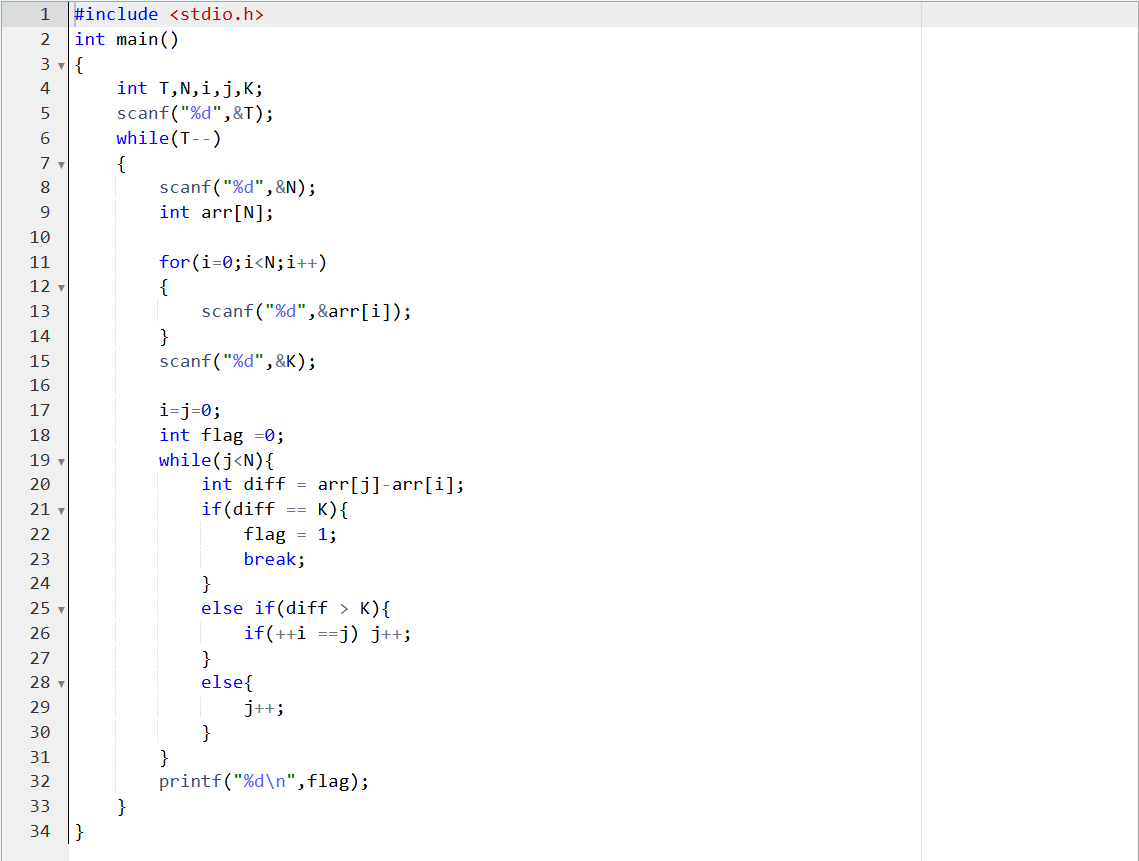 1 #include <stdio.h>
2 int main()
3 {
4     int T,N,i,j,K;
5     scanf("%d",&T);
6     while(T--)
7     {
8         scanf("%d",&N);
9         int arr[N];
10
11         for(i=0;i<N;i++)
12         {
13             scanf("%d",&arr[i]);
14         }
15         scanf("%d",&K);
16
17         i=j=0;
18         int flag =0;
19         while(j<N){
20             int diff = arr[j]-arr[i];
21             if(diff == K){
22                 flag = 1;
23                 break;
24             }
25             else if(diff > K){
26                 if(++i ==j) j++;
27             }
28             else{
29                 j++;
30             }
31         }
32         printf("%d\n",flag);
33     }
34 }